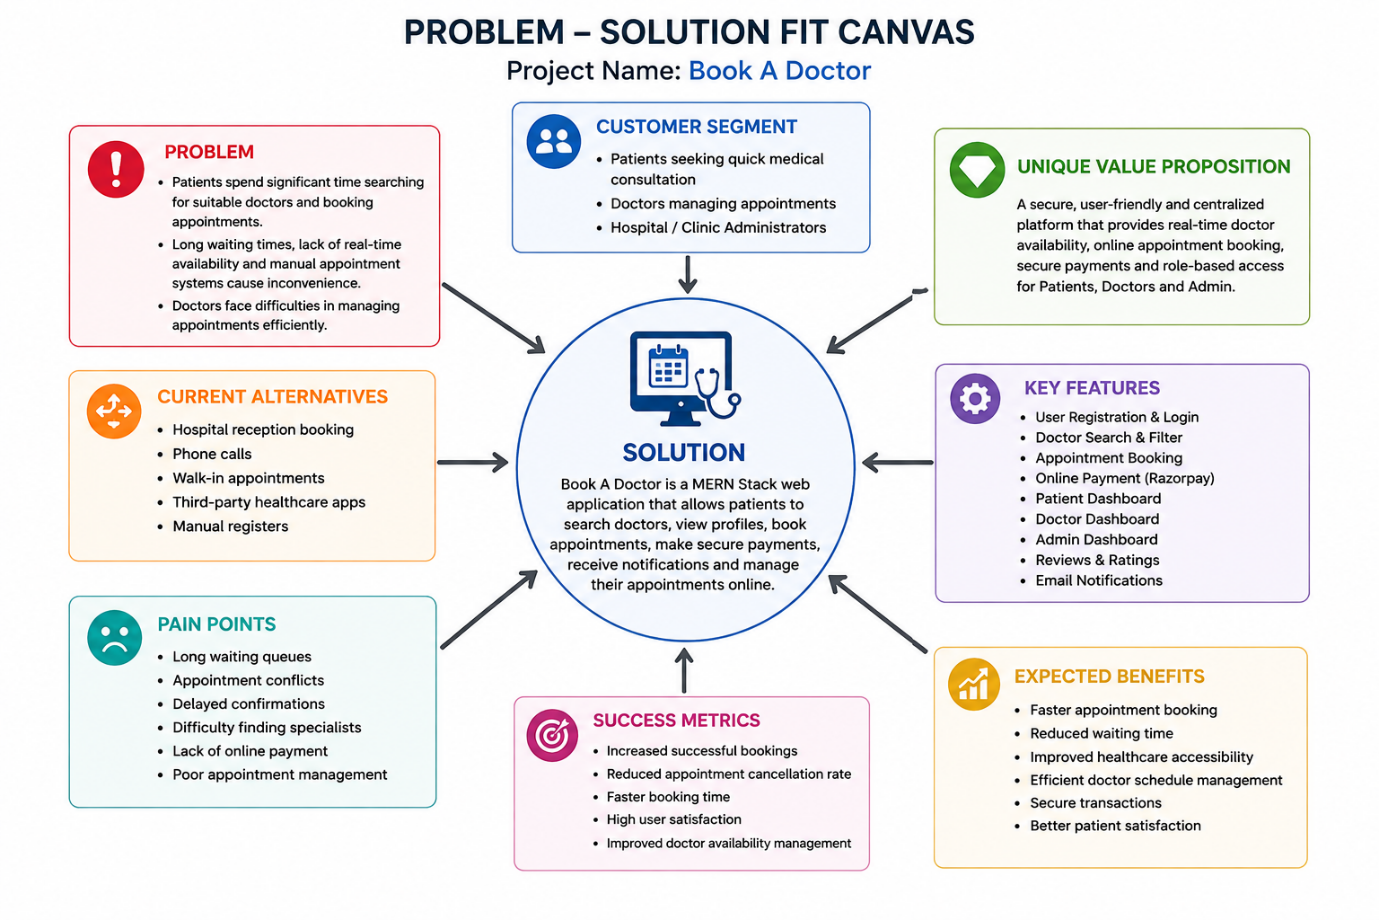 PROBLEM – SOLUTION FIT CANVAS
Project Name: Book A Doctor
PROBLEM
• Patients spend significant time searching
for suitable doctors and booking
appointments.
• Long waiting times, lack of real-time
availability and manual appointment
systems cause inconvenience.
• Doctors face difficulties in managing
appointments efficiently.
CUSTOMER SEGMENT
• Patients seeking quick medical
consultation
• Doctors managing appointments
• Hospital / Clinic Administrators
UNIQUE VALUE PROPOSITION
A secure, user-friendly and centralized
platform that provides real-time doctor
availability, online appointment booking,
secure payments and role-based access
for Patients, Doctors and Admin.
CURRENT ALTERNATIVES
• Hospital reception booking
• Phone calls
• Walk-in appointments
• Third-party healthcare apps
• Manual registers
SOLUTION
Book A Doctor is a MERN Stack web
application that allows patients to
search doctors, view profiles, book
appointments, make secure payments,
receive notifications and manage
their appointments online.
KEY FEATURES
• User Registration & Login
• Doctor Search & Filter
• Appointment Booking
• Online Payment (Razorpay)
• Patient Dashboard
• Doctor Dashboard
• Admin Dashboard
• Reviews & Ratings
• Email Notifications
PAIN POINTS
• Long waiting queues
• Appointment conflicts
• Delayed confirmations
• Difficulty finding specialists
• Lack of online payment
• Poor appointment management
SUCCESS METRICS
• Increased successful bookings
• Reduced appointment cancellation rate
• Faster booking time
• High user satisfaction
• Improved doctor availability management
EXPECTED BENEFITS
• Faster appointment booking
• Reduced waiting time
• Improved healthcare accessibility
• Efficient doctor schedule management
• Secure transactions
• Better patient satisfaction